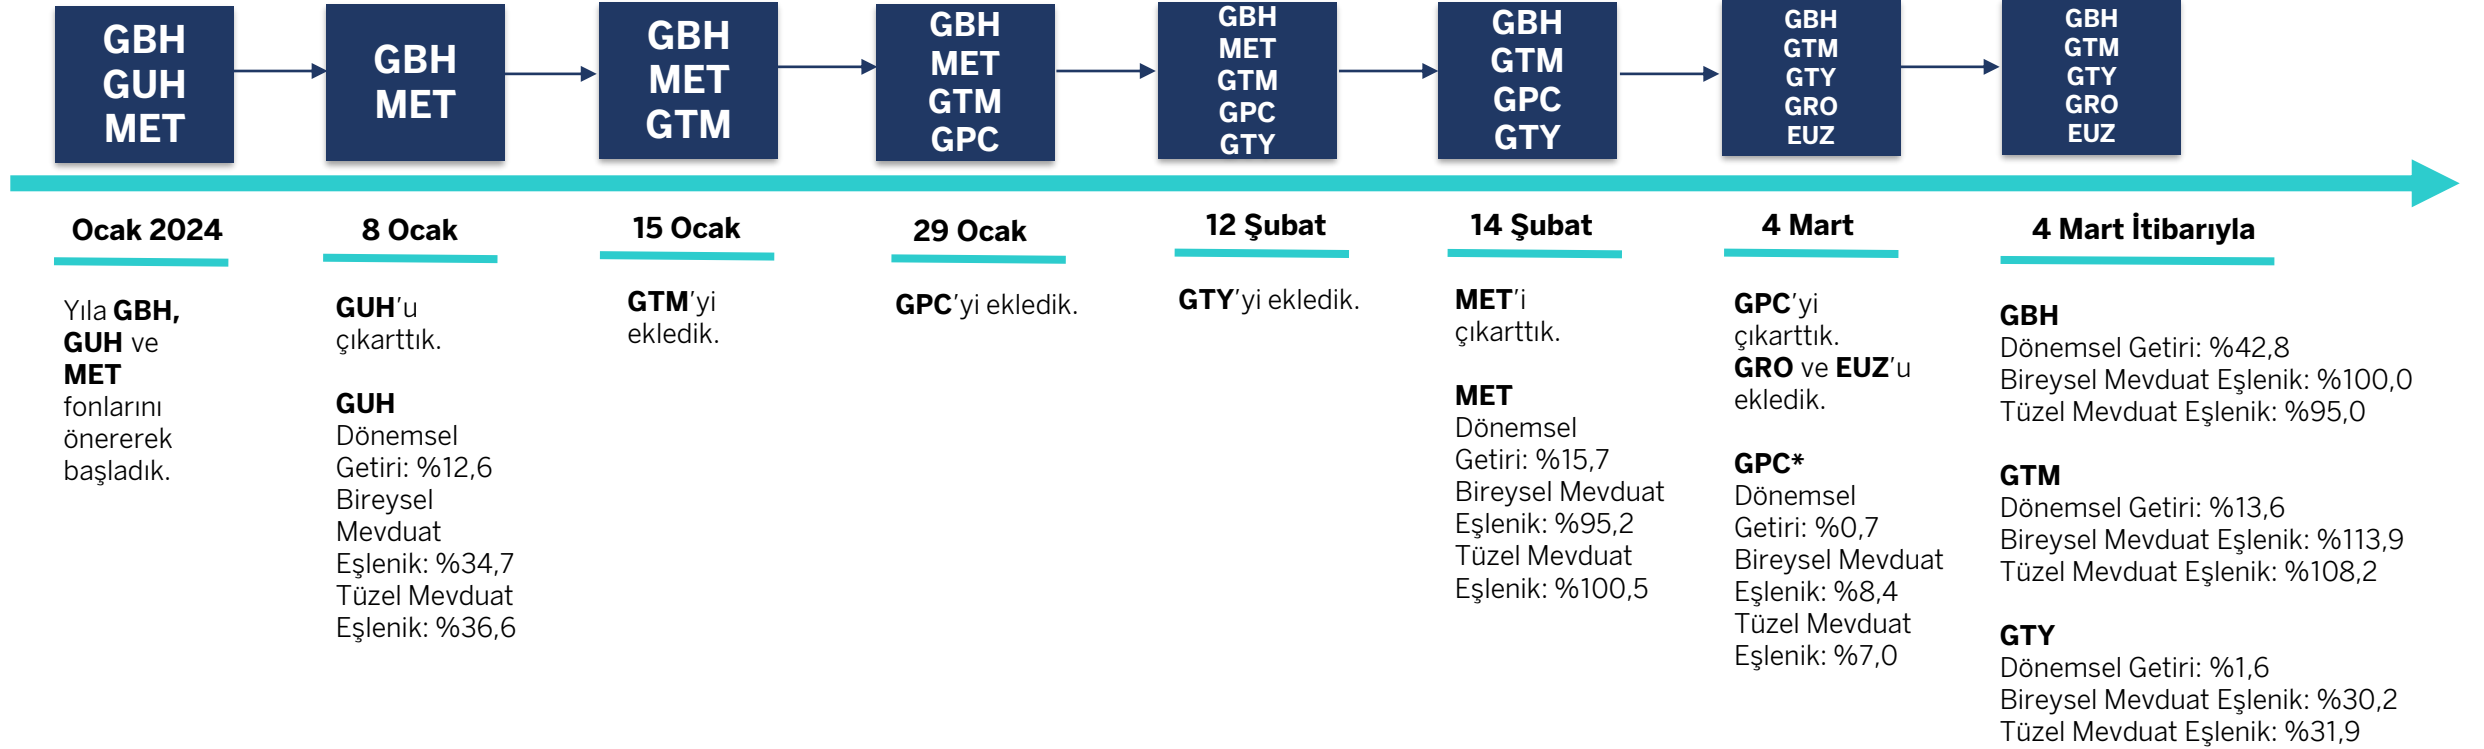 GBH
GUH
MET
GBH
MET
GBH
MET
GTM
GBH
MET
GTM
GPC
GBH
MET
GTM
GPC
GTY
GBH
GTM
GPC
GTY
GBH
GTM
GTY
GRO
EUZ
GBH
GTM
GTY
GRO
EUZ
Ocak 2024
Yıla GBH,
GUH ve
MET
fonlarını
önererek
başladık.
8 Ocak
GUH'u
çıkarttık.
GUH
Dönemsel
Getiri: %12,6
Bireysel
Mevduat
Eşlenik: %34,7
Tüzel Mevduat
Eşlenik: %36,6
15 Ocak
GTM'yi
ekledik.
29 Ocak
GPC'yi ekledik.
12 Şubat
GTY'yi ekledik.
14 Şubat
MET'i
çıkarttık.
MET
Dönemsel
Getiri: %15,7
Bireysel Mevduat
Eşlenik: %95,2
Tüzel Mevduat
Eşlenik: %100,5
4 Mart
GPC'yi
çıkarttık.
GRO ve EUZ'u
ekledik.
GPC*
Dönemsel
Getiri: %0,7
Bireysel Mevduat
Eşlenik: %8,4
Tüzel Mevduat
Eşlenik: %7,0
4 Mart İtibarıyla
GBH
Dönemsel Getiri: %42,8
Bireysel Mevduat Eşlenik: %100,0
Tüzel Mevduat Eşlenik: %95,0
GTM
Dönemsel Getiri: %13,6
Bireysel Mevduat Eşlenik: %113,9
Tüzel Mevduat Eşlenik: %108,2
GTY
Dönemsel Getiri: %1,6
Bireysel Mevduat Eşlenik: %30,2
Tüzel Mevduat Eşlenik: %31,9